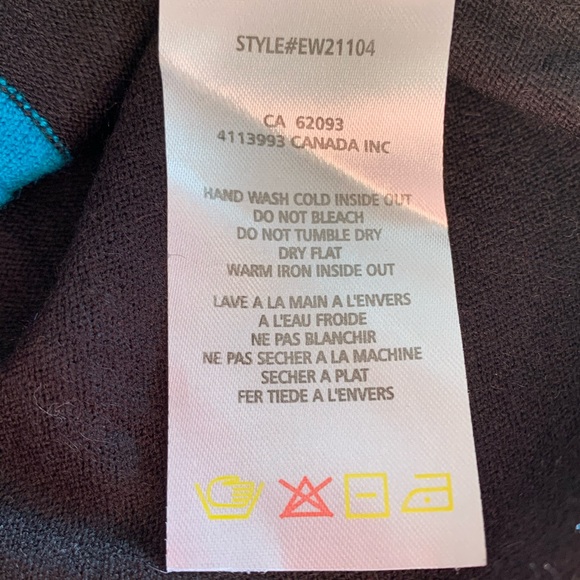 STYLE#EW21104
CA 62093
4113993 CANADA INC
HAND WASH COLD INSIDE OUT
DO NOT BLEACH
DO NOT TUMBLE DRY
DRY FLAT
WARM IRON INSIDE OUT
LAVE A LA MAIN A L'ENVERS
A L'EAU FROIDE
NE PAS BLANCHIR
NE PAS SECHER A LA MACHINE
SECHER A PLAT
FER TIEDE A L'ENVERS